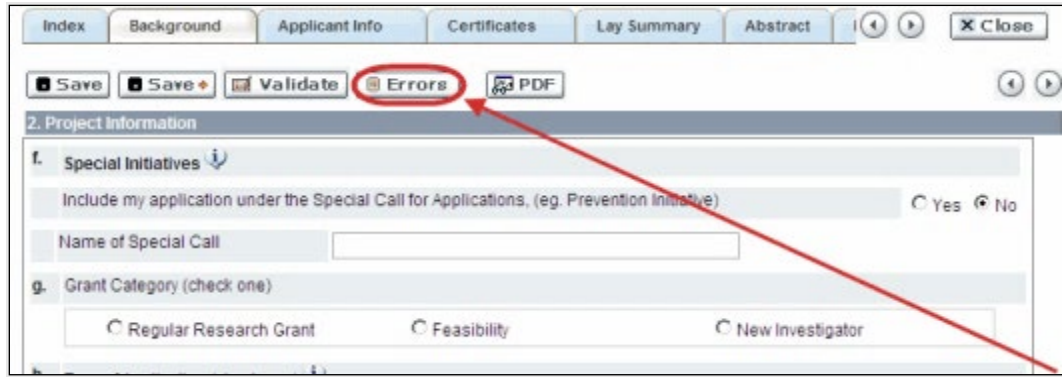 Index Background Applicant Info Certificates Lay Summary Abstract X Close
Save Save Validate Errors PDF
2. Project Information
f. Special Initiatives
Include my application under the Special Call for Applications, (eg. Prevention Initiative) Yes No
Name of Special Call
g. Grant Category (check one)
Regular Research Grant Feasibility New Investigator